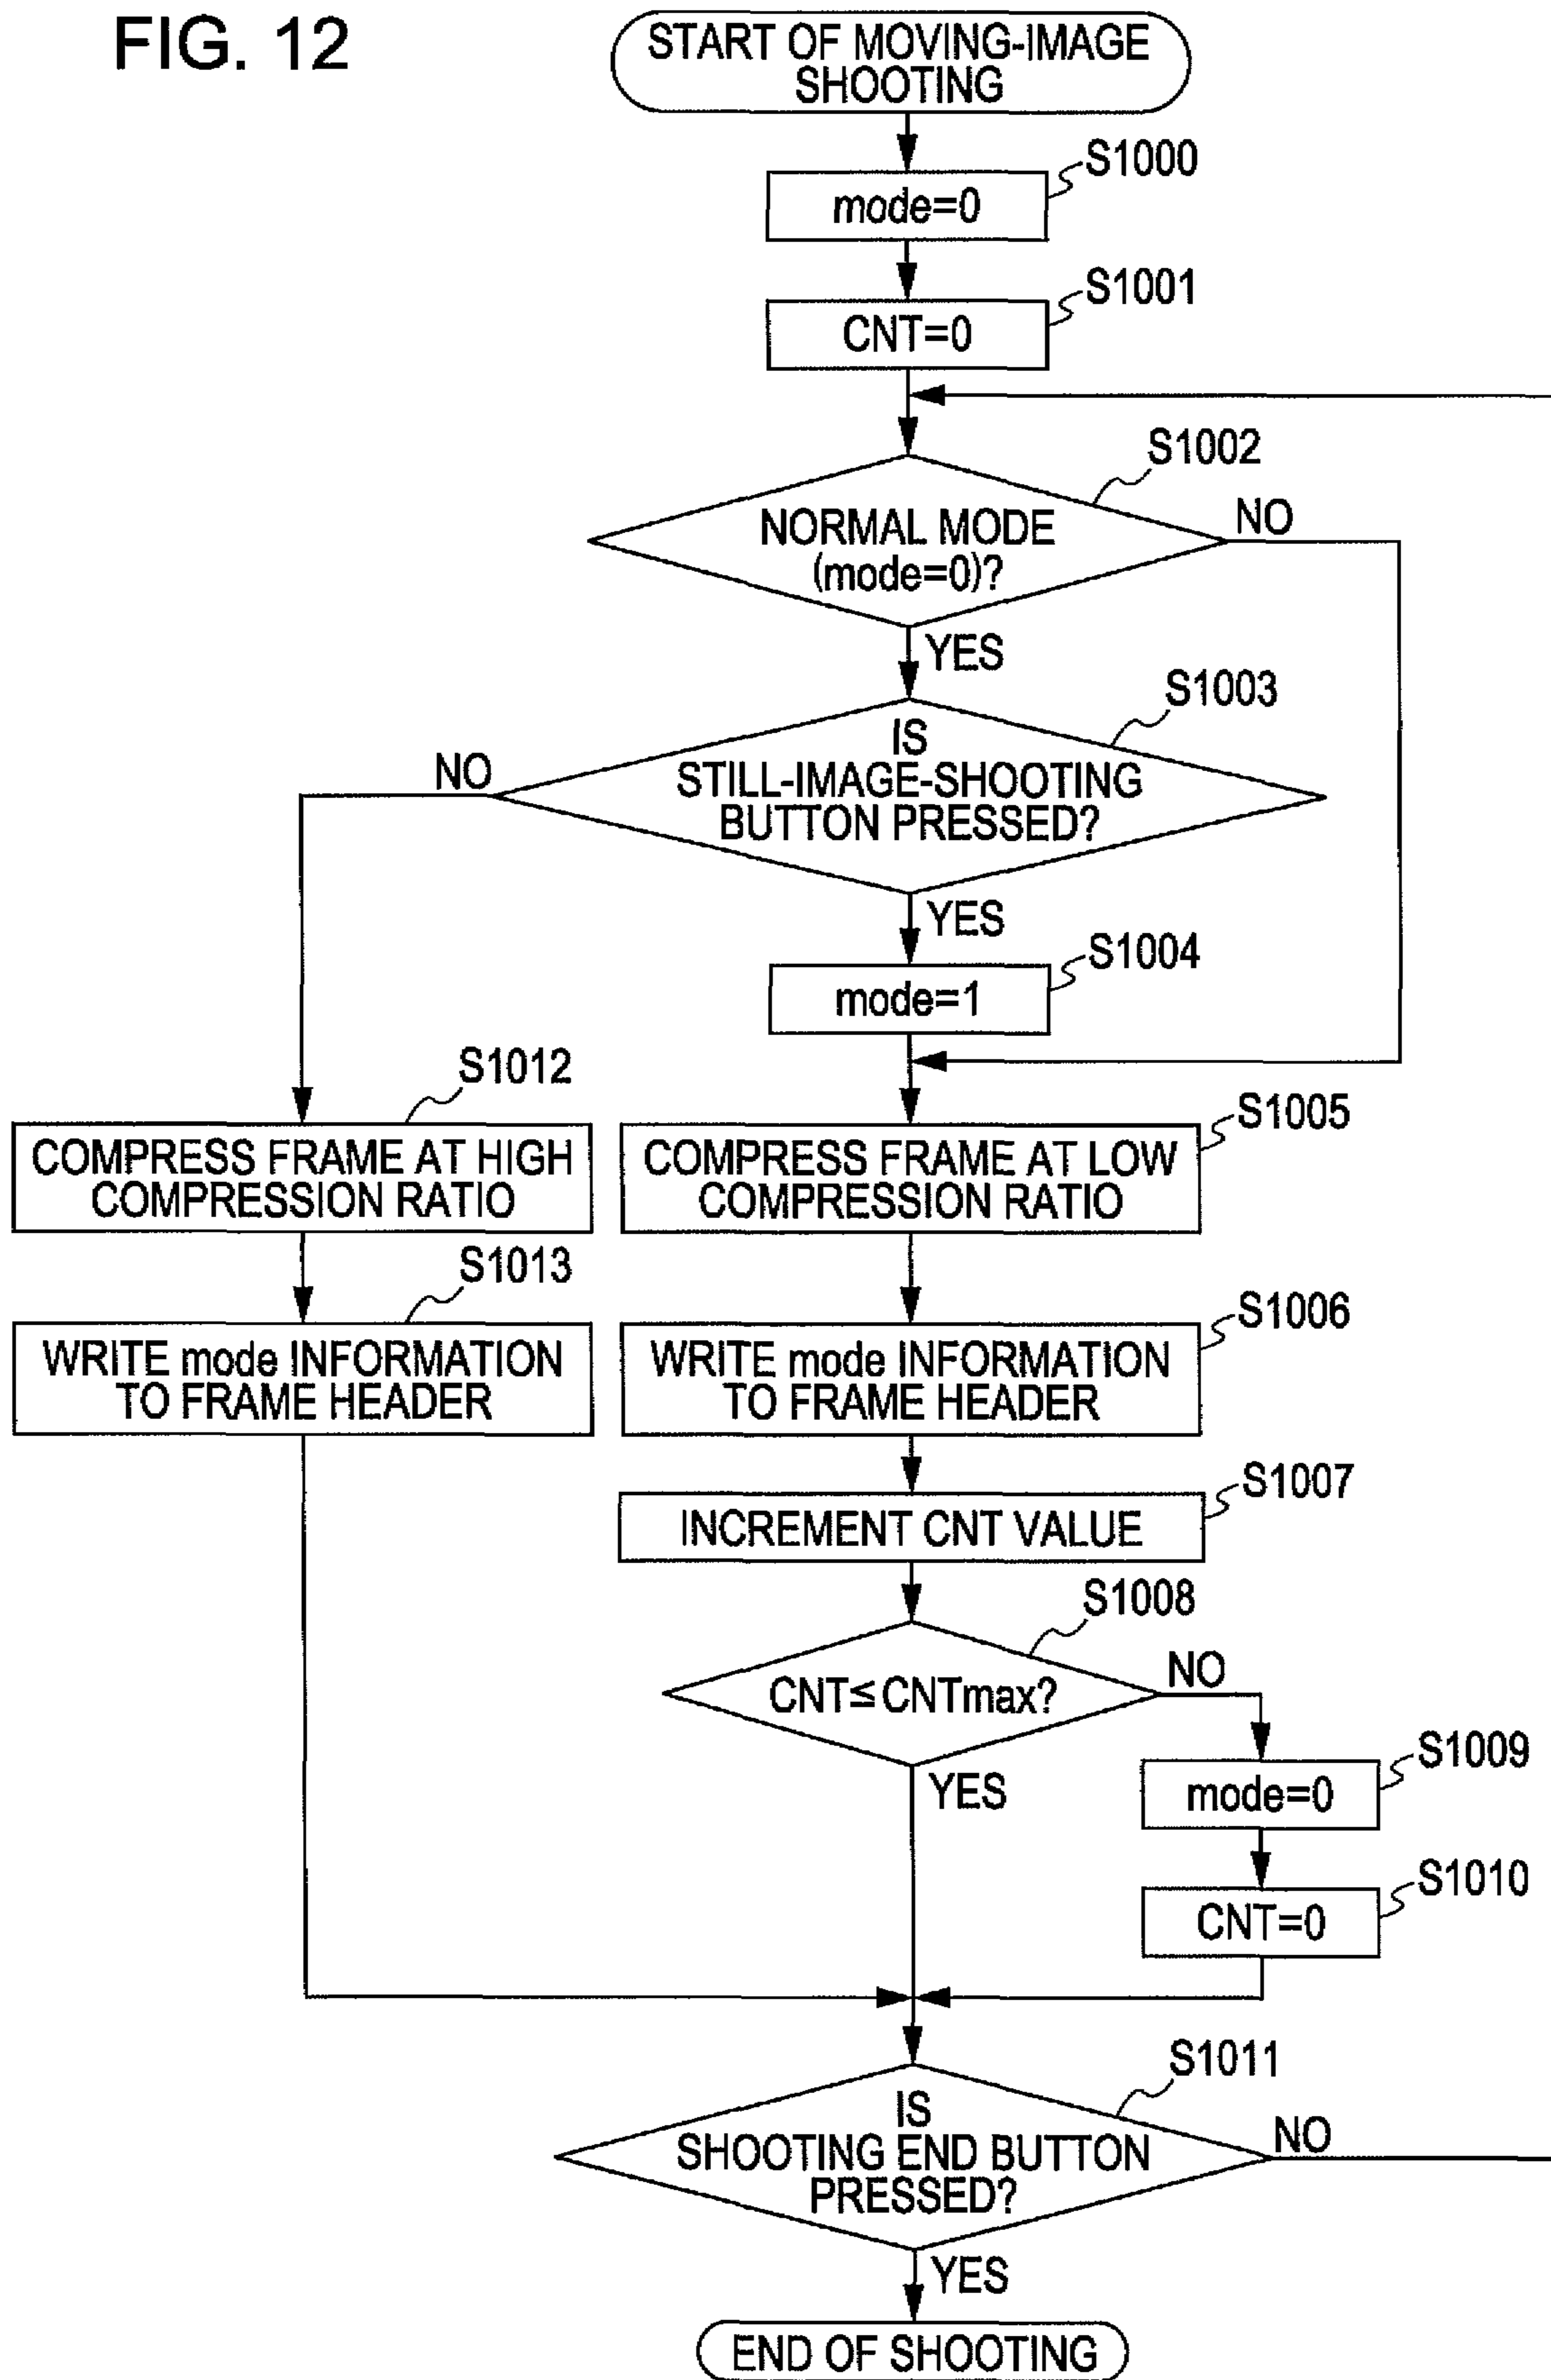 FIG. 12
START OF MOVING-IMAGE
SHOOTING
S1000
mode=0
S1001
CNT=0
S1002
NORMAL MODE
(mode=0)?
NO
YES
S1003
IS
STILL-IMAGE-SHOOTING
BUTTON PRESSED?
NO
YES
S1004
mode=1
S1012
COMPRESS FRAME AT HIGH
COMPRESSION RATIO
S1005
COMPRESS FRAME AT LOW
COMPRESSION RATIO
S1013
WRITE mode INFORMATION
TO FRAME HEADER
S1006
WRITE mode INFORMATION
TO FRAME HEADER
S1007
INCREMENT CNT VALUE
S1008
CNT≤CNTmax?
NO
YES
S1009
mode=0
S1010
CNT=0
S1011
IS
SHOOTING END BUTTON
PRESSED?
NO
YES
END OF SHOOTING